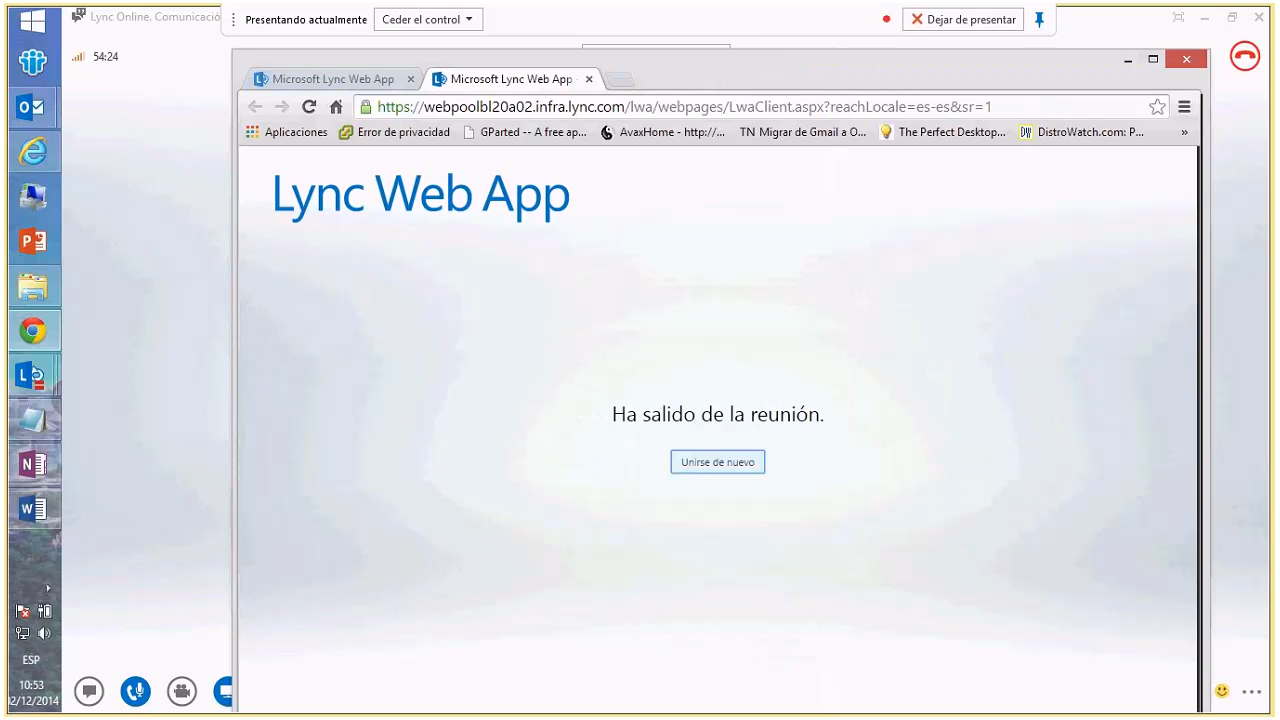 Lync Online. Comunicació
Presentando actualmente
Ceder el control
Dejar de presentar
54:24
Microsoft Lync Web App
Microsoft Lync Web App
https://webpoolbl20a02.infra.lync.com/lwa/webpages/LwaClient.aspx?reachLocale=es-es&sr=1
Aplicaciones
Error de privacidad
GParted -- A free ap...
AvaxHome - http://...
TN Migrar de Gmail a O...
The Perfect Desktop...
DistroWatch.com: P...
»
Lync Web App
Ha salido de la reunión.
Unirse de nuevo
ESP
10:53
02/12/2014